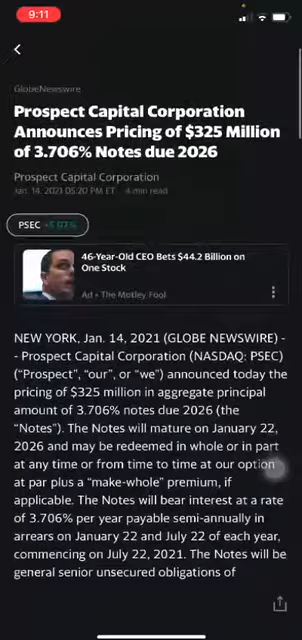 9:11
GlobeNewswire
Prospect Capital Corporation
Announces Pricing of $325 Million
of 3.706% Notes due 2026
Prospect Capital Corporation
Jan. 14, 2021 05:20 PM ET · 4 min read
PSEC
46-Year-Old CEO Bets $44.2 Billion on
One Stock
Ad • The Motley Fool
NEW YORK, Jan. 14, 2021 (GLOBE NEWSWIRE) -
- Prospect Capital Corporation (NASDAQ: PSEC)
(“Prospect”, “our”, or “we”) announced today the
pricing of $325 million in aggregate principal
amount of 3.706% notes due 2026 (the
“Notes”). The Notes will mature on January 22,
2026 and may be redeemed in whole or in part
at any time or from time to time at our option
at par plus a “make-whole” premium, if
applicable. The Notes will bear interest at a rate
of 3.706% per year payable semi-annually in
arrears on January 22 and July 22 of each year,
commencing on July 22, 2021. The Notes will be
general senior unsecured obligations of